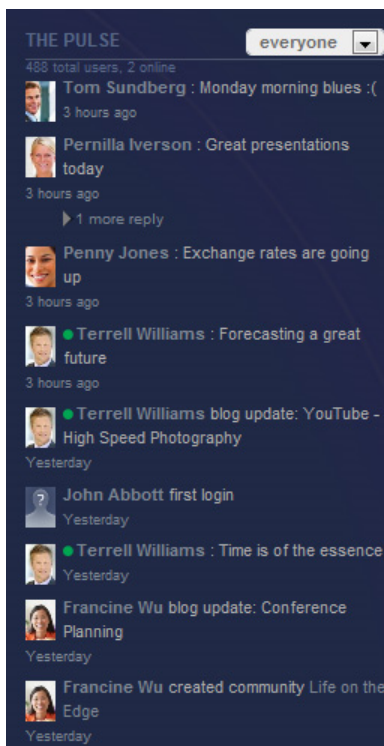 THE PULSE
everyone
488 total users, 2 online
Tom Sundberg : Monday morning blues :(
3 hours ago
Pernilla Iverson : Great presentations
today
3 hours ago
1 more reply
Penny Jones : Exchange rates are going
up
3 hours ago
Terrell Williams : Forecasting a great
future
3 hours ago
Terrell Williams blog update: YouTube -
High Speed Photography
Yesterday
?
John Abbott first login
Yesterday
Terrell Williams : Time is of the essence
Yesterday
Francine Wu blog update: Conference
Planning
Yesterday
Francine Wu created community Life on the
Edge
Yesterday